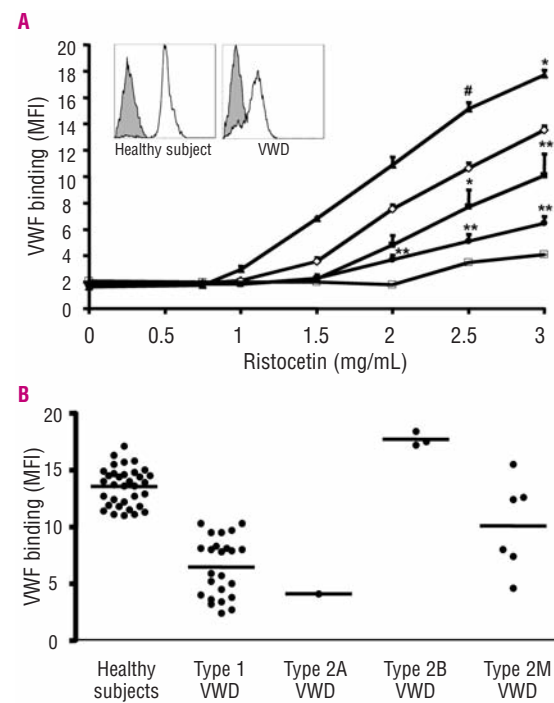 A
20
18
16
14
12
10
8
6
4
2
0
VWF binding (MFI)
Healthy subject
VWD
#
*
**
*
**
**
**
0
0.5
1
1.5
2
2.5
3
Ristocetin (mg/mL)
B
20
15
10
5
0
VWF binding (MFI)
Healthy
subjects
Type 1
VWD
Type 2A
VWD
Type 2B
VWD
Type 2M
VWD